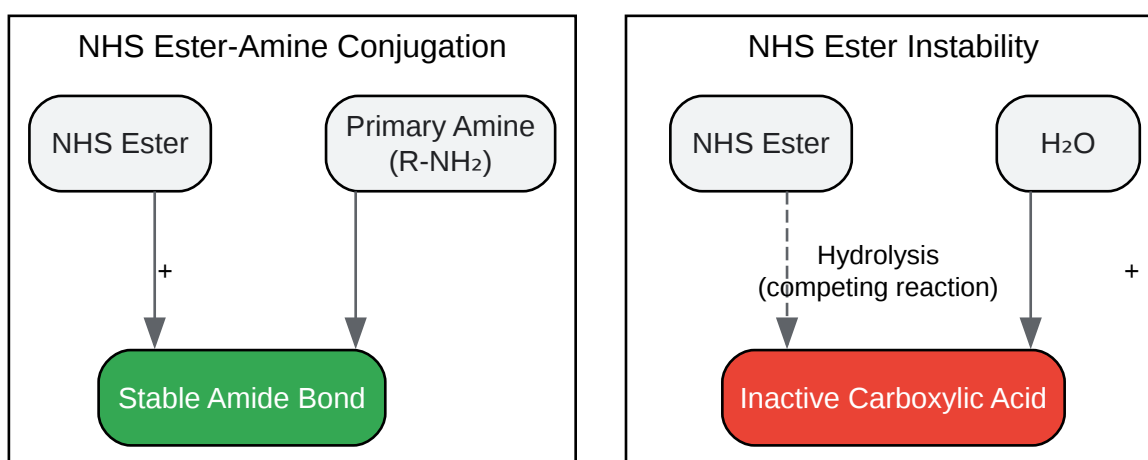 NHS Ester-Amine Conjugation
NHS Ester
Primary Amine
(R-NH₂)
+
Stable Amide Bond
NHS Ester Instability
NHS Ester
H₂O
Hydrolysis
(competing reaction)
+
Inactive Carboxylic Acid